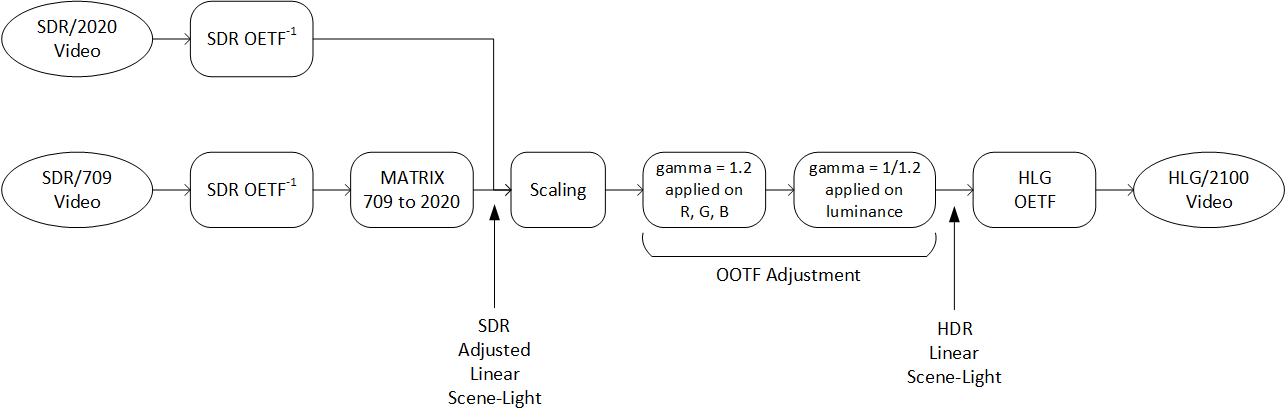 SDR/2020
Video
SDR OETF-1
SDR/709
Video
SDR OETF-1
MATRIX
709 to 2020
Scaling
gamma = 1.2
applied on
R, G, B
gamma = 1/1.2
applied on
luminance
HLG
OETF
HLG/2100
Video
OOTF Adjustment
SDR
Adjusted
Linear
Scene-Light
HDR
Linear
Scene-Light